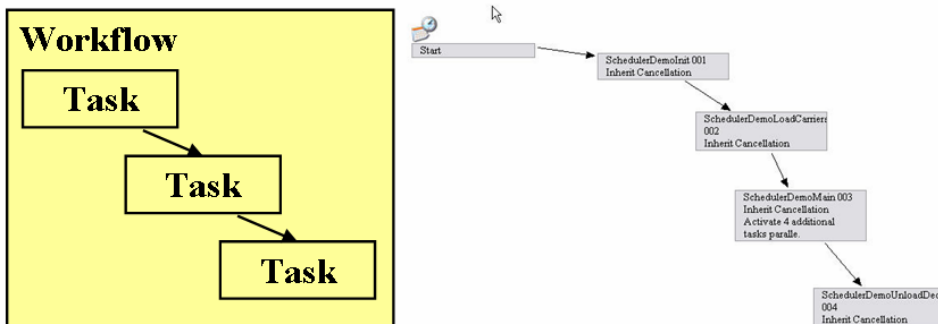 Workflow
Task
Task
Task
Start
SchedulerDemoInit 001
Inherit Cancellation
SchedulerDemoLoadCarriers
002
Inherit Cancellation
SchedulerDemoMain 003
Inherit Cancellation
Activate 4 additional
tasks paralle.
SchedulerDemoUnloadDec
004
Inherit Cancellation